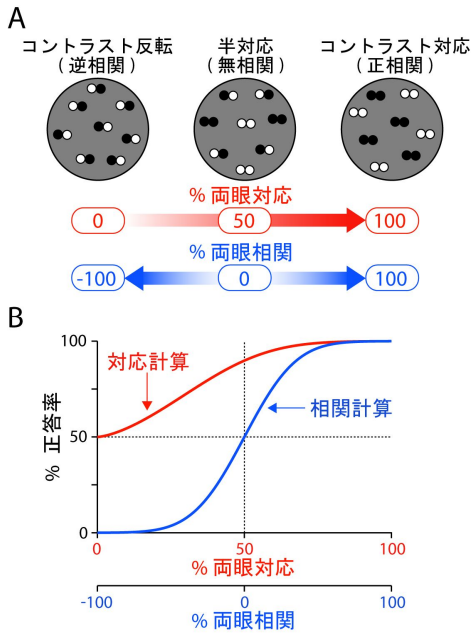 A
コントラスト反転 半対応 コントラスト対応
(逆相関) (無相関) (正相関)
% 両眼対応
0 50 100
% 両眼相関
-100 0 100
B
100
対応計算
相関計算
% 正答率
50
0
0 50 100
% 両眼対応
-100 0 100
% 両眼相関